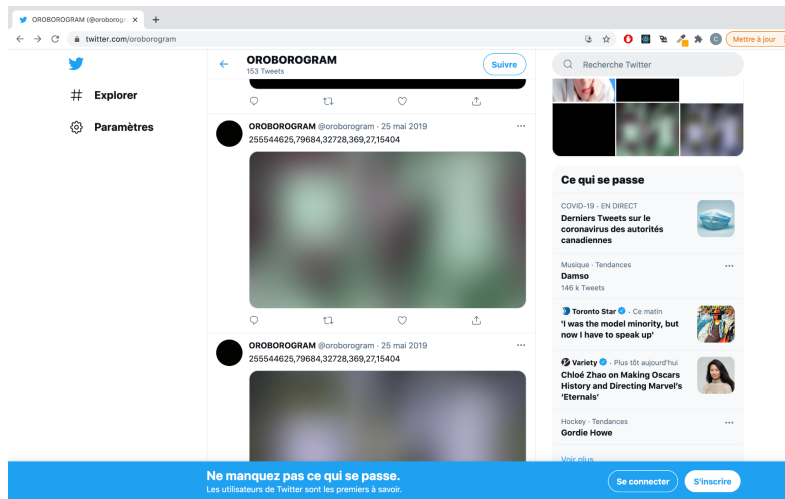 OROBOROGRAM (@oroborog
twitter.com/oroborogram
Mettre à jour
Explorer
Paramètres
OROBOROGRAM
153 Tweets
Suivre
OROBOROGRAM @oroborogram · 25 mai 2019
255544625,79684,32728,369,27,15404
OROBOROGRAM @oroborogram · 25 mai 2019
255544625,79684,32728,369,27,15404
Recherche Twitter
Ce qui se passe
COVID-19 · EN DIRECT
Derniers Tweets sur le
coronavirus des autorités
canadiennes
Musique · Tendances
Damso
146 k Tweets
Toronto Star · Ce matin
'I was the model minority, but
now I have to speak up'
Variety · Plus tôt aujourd'hui
Chloé Zhao on Making Oscars
History and Directing Marvel's
'Eternals'
Hockey · Tendances
Gordie Howe
Voir plus
Ne manquez pas ce qui se passe.
Les utilisateurs de Twitter sont les premiers à savoir.
Se connecter
S'inscrire